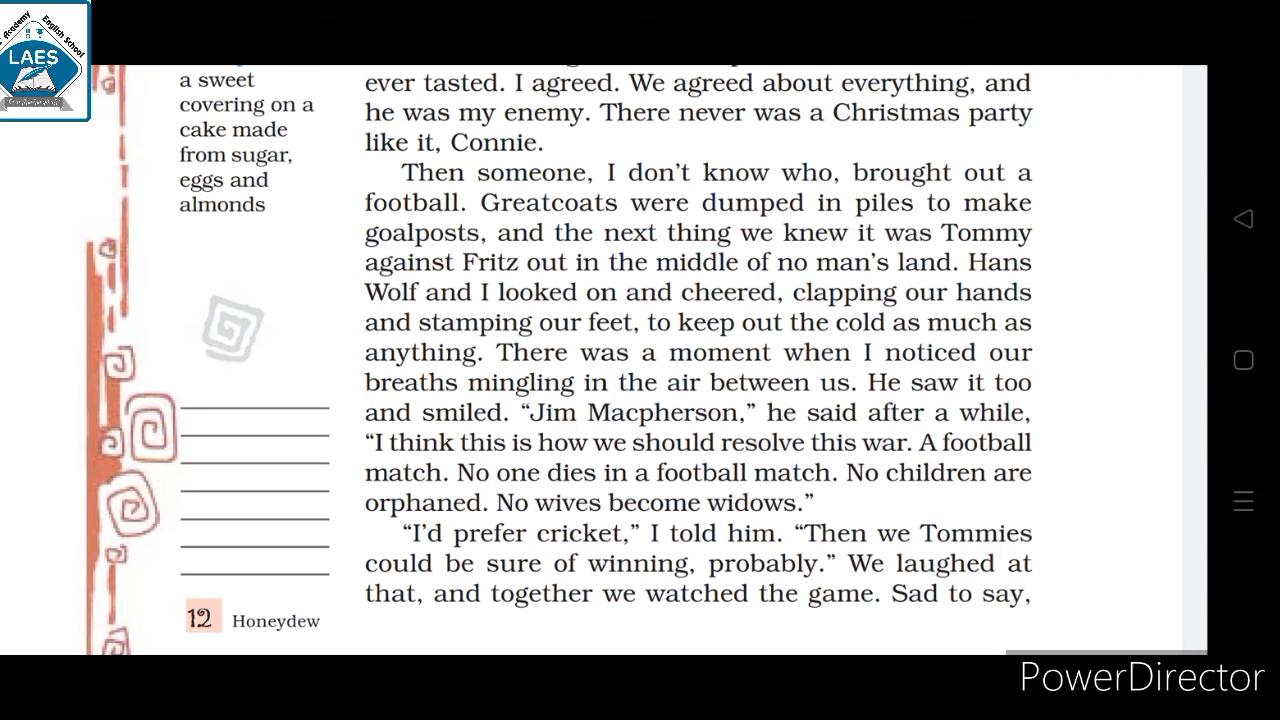 Academy
English School
LAES
a sweet
covering on a
cake made
from sugar,
eggs and
almonds
ever tasted. I agreed. We agreed about everything, and
he was my enemy. There never was a Christmas party
like it, Connie.
Then someone, I don’t know who, brought out a
football. Greatcoats were dumped in piles to make
goalposts, and the next thing we knew it was Tommy
against Fritz out in the middle of no man’s land. Hans
Wolf and I looked on and cheered, clapping our hands
and stamping our feet, to keep out the cold as much as
anything. There was a moment when I noticed our
breaths mingling in the air between us. He saw it too
and smiled. “Jim Macpherson,” he said after a while,
“I think this is how we should resolve this war. A football
match. No one dies in a football match. No children are
orphaned. No wives become widows.”
“I’d prefer cricket,” I told him. “Then we Tommies
could be sure of winning, probably.” We laughed at
that, and together we watched the game. Sad to say,
12 Honeydew
PowerDirector